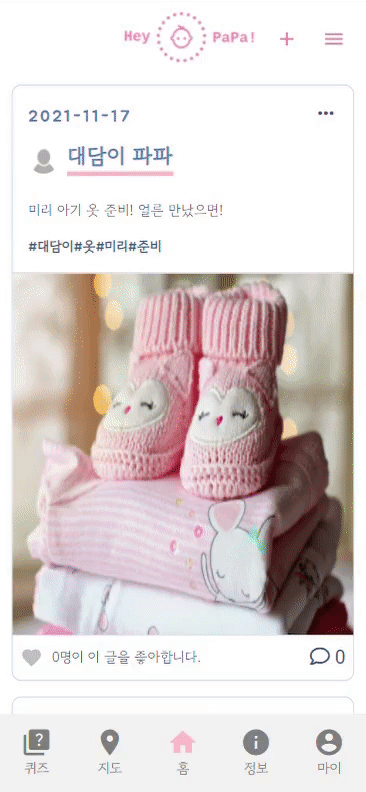 Hey PaPa!
2021-11-17
대담이 파파
미리 아기 옷 준비! 얼른 만났으면!
#대담이#옷#미리#준비
0명이 이 글을 좋아합니다.
0
퀴즈 지도 홈 정보 마이